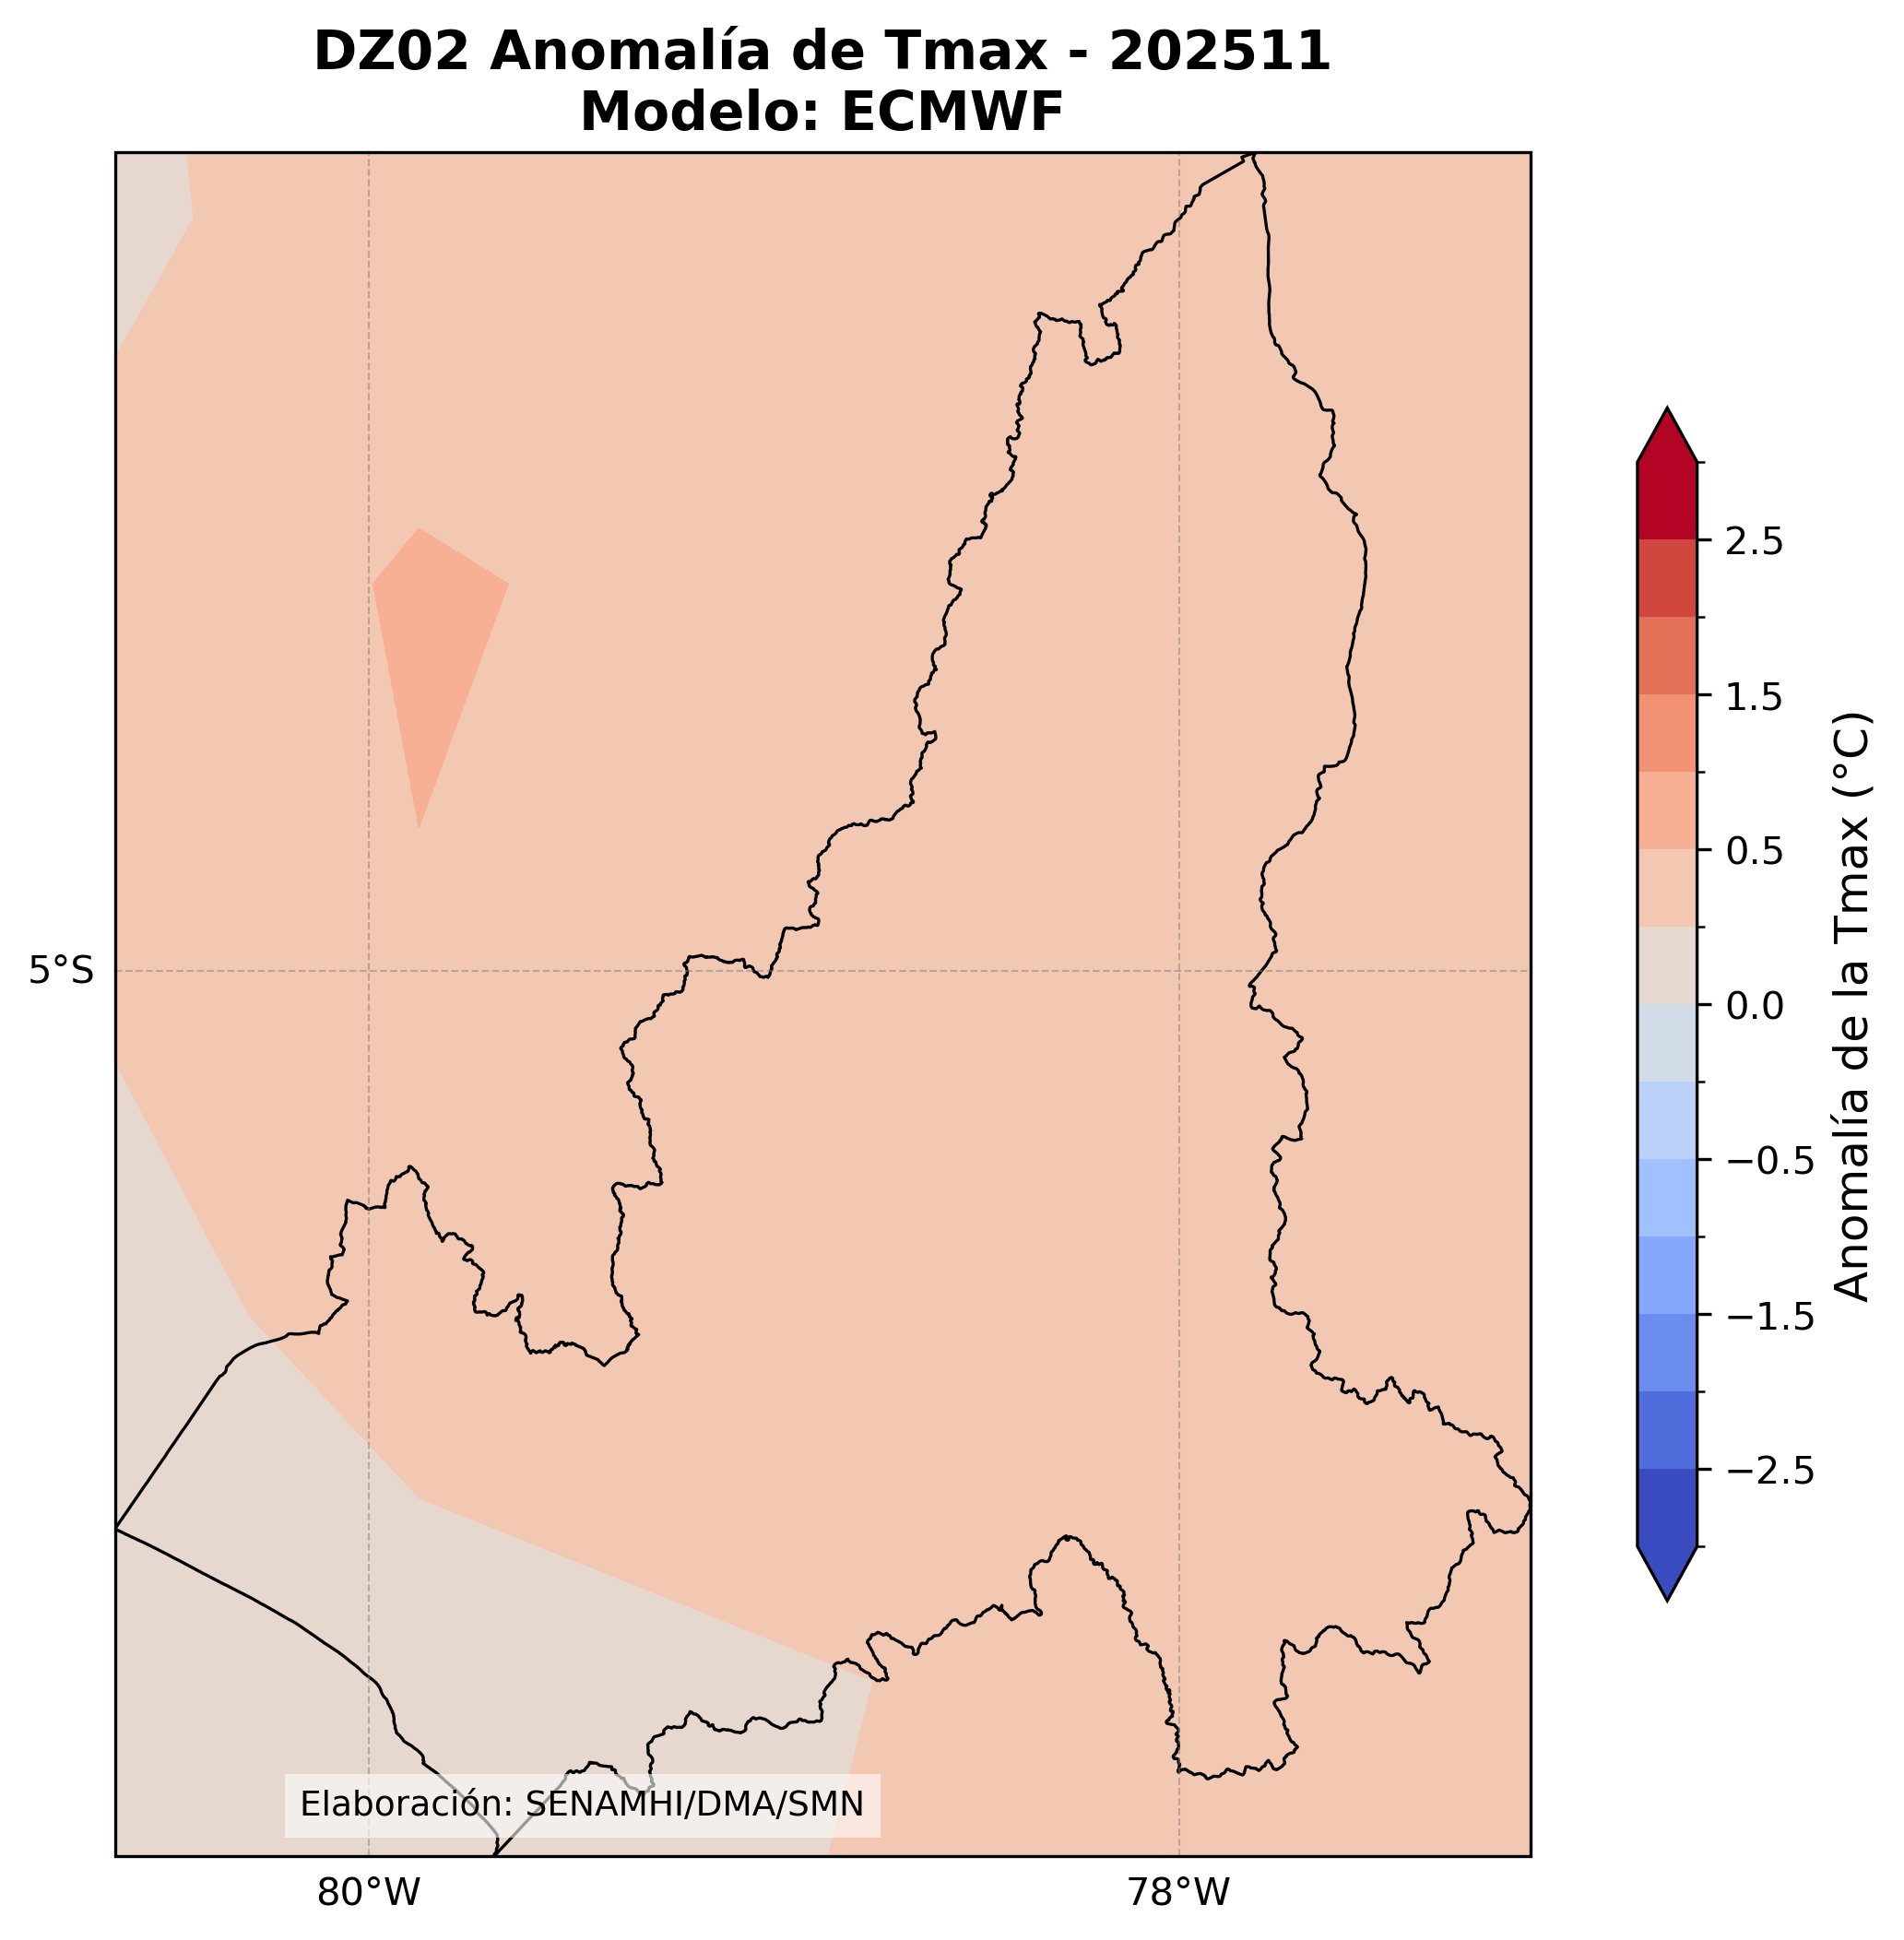 DZ02 Anomalía de Tmax - 202511
Modelo: ECMWF
5°S
80°W
78°W
Elaboración: SENAMHI/DMA/SMN
2.5
1.5
0.5
0.0
−0.5
−1.5
−2.5
Anomalía de la Tmax (°C)